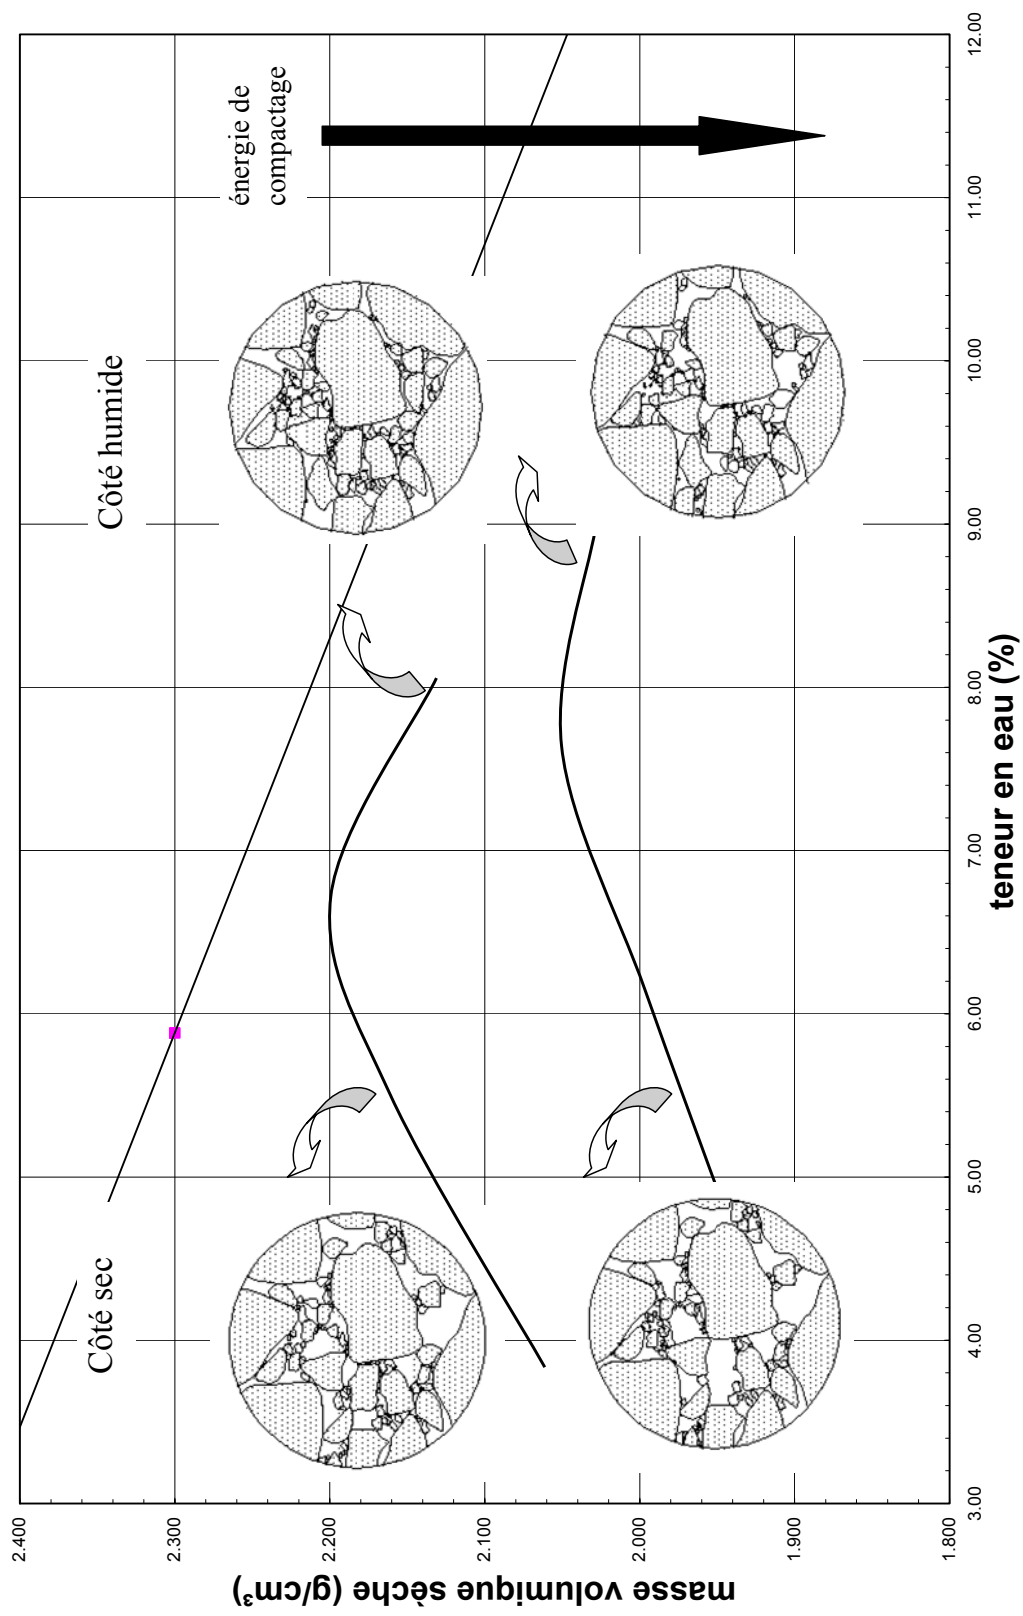 Côté sec
Côté humide
énergie de
compactage
2.400
2.300
2.200
2.100
2.000
1.900
1.800
masse volumique sèche (g/cm³)
3.00
4.00
5.00
6.00
7.00
8.00
9.00
10.00
11.00
12.00
teneur en eau (%)